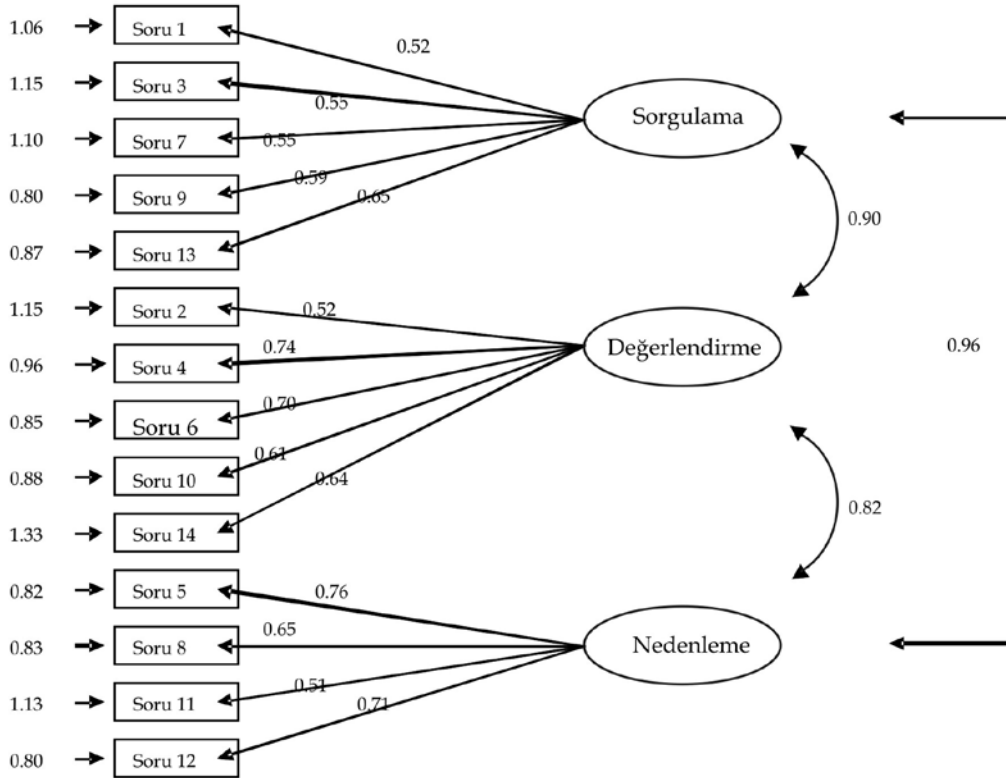 1.06 Soru 1 0.52
1.15 Soru 3 0.55 Sorgulama
1.10 Soru 7 0.55
0.80 Soru 9 0.59
0.90
0.87 Soru 13 0.65
1.15 Soru 2 0.52
0.96 Soru 4 0.74 Değerlendirme 0.96
0.85 Soru 6 0.70
0.88 Soru 10 0.61
0.82
1.33 Soru 14 0.64
0.82 Soru 5 0.76
0.83 Soru 8 0.65 Nedenleme
1.13 Soru 11 0.51
0.80 Soru 12 0.71